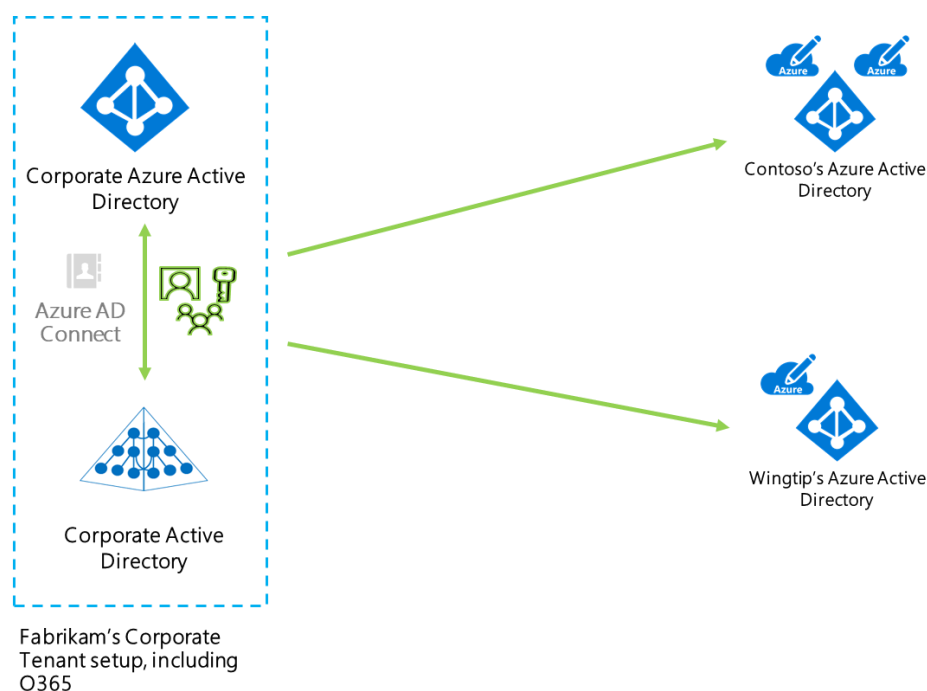 Corporate Azure Active
Directory
Azure AD
Connect
Corporate Active
Directory
Fabrikam's Corporate
Tenant setup, including
O365
Azure
Azure
Contoso's Azure Active
Directory
Azure
Wingtip's Azure Active
Directory